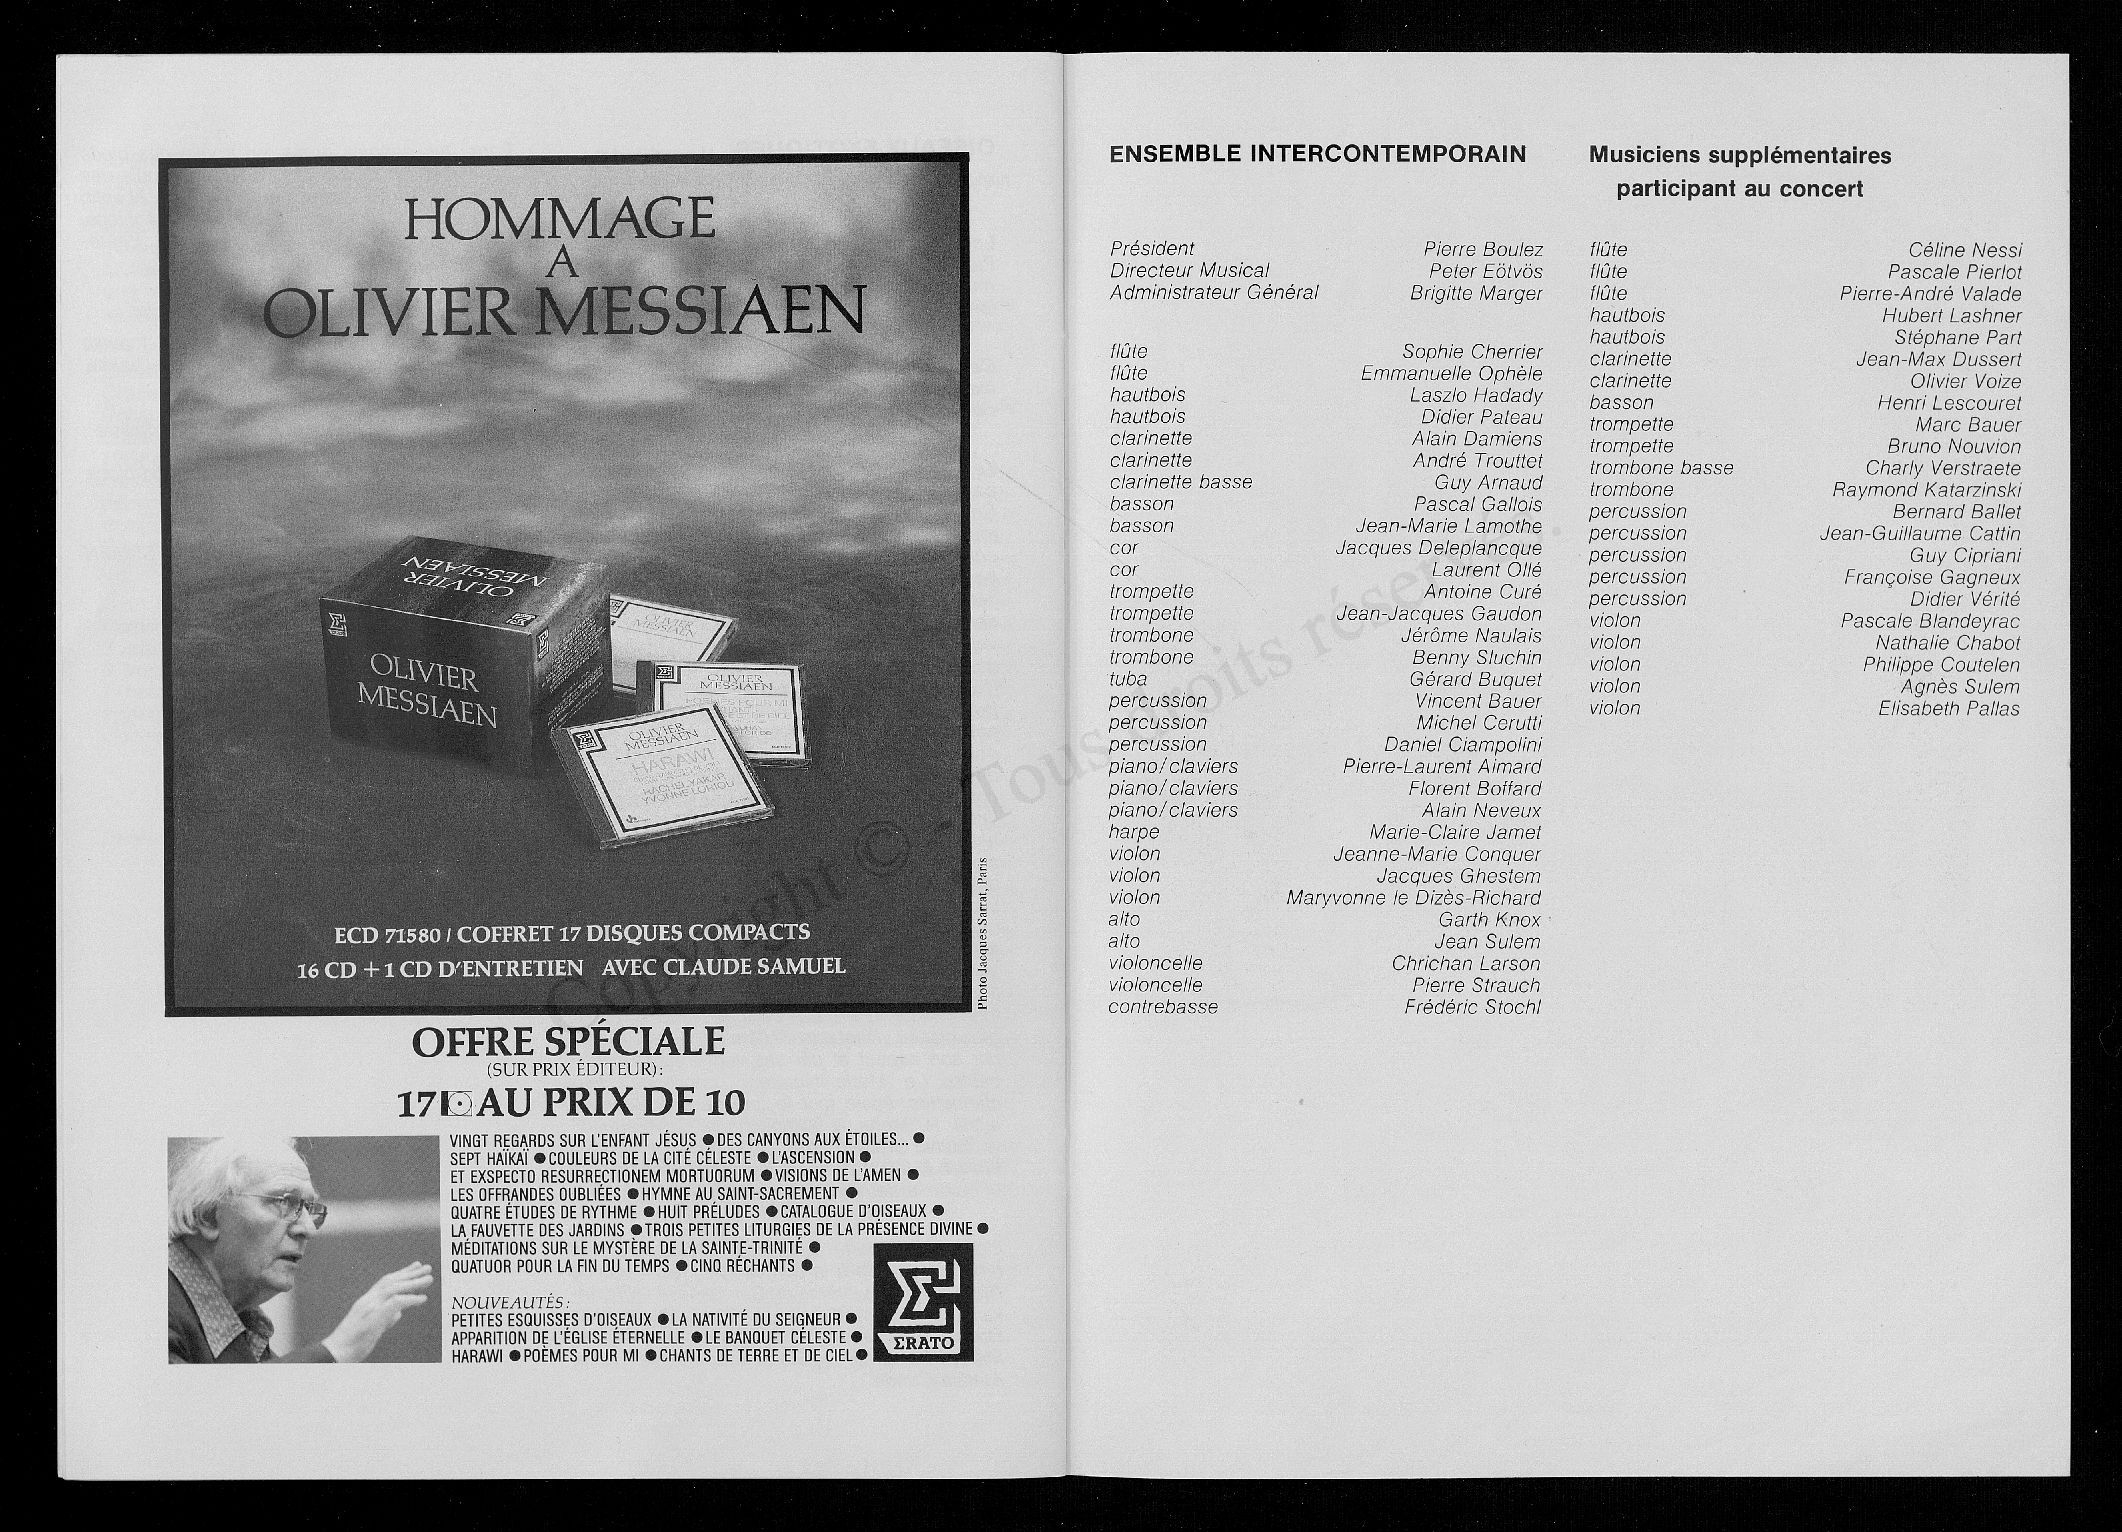 HOMMAGE
A
OLIVIER MESSIAEN
OLIVIER
MESSIAEN
OLIVIER
MESSIAEN
OLIVIER
MESSIAEN
OLIVIER
MESSIAEN
OLIVIER
MESSIAEN
HARAWI
RACHEL YAKAR
YVONNE LORIOD
ECD 71580 / COFFRET 17 DISQUES COMPACTS
16 CD + 1 CD D'ENTRETIEN AVEC CLAUDE SAMUEL
Photo Jacques Sarrat, Paris
OFFRE SPÉCIALE
(SUR PRIX ÉDITEUR):
17 AU PRIX DE 10
VINGT REGARDS SUR L'ENFANT JÉSUS ● DES CANYONS AUX ÉTOILES... ●
SEPT HAÏKAÏ ● COULEURS DE LA CITÉ CÉLESTE ● L'ASCENSION ●
ET EXSPECTO RESURRECTIONEM MORTUORUM ● VISIONS DE L'AMEN ●
LES OFFRANDES OUBLIÉES ● HYMNE AU SAINT-SACREMENT ●
QUATRE ÉTUDES DE RYTHME ● HUIT PRÉLUDES ● CATALOGUE D'OISEAUX ●
LA FAUVETTE DES JARDINS ● TROIS PETITES LITURGIES DE LA PRÉSENCE DIVINE ●
MÉDITATIONS SUR LE MYSTÈRE DE LA SAINTE-TRINITÉ ●
QUATUOR POUR LA FIN DU TEMPS ● CINQ RÉCHANTS ●
NOUVEAUTÉS:
PETITES ESQUISSES D'OISEAUX ● LA NATIVITÉ DU SEIGNEUR ●
APPARITION DE L'ÉGLISE ÉTERNELLE ● LE BANQUET CÉLESTE ●
HARAWI ● POÈMES POUR MI ● CHANTS DE TERRE ET DE CIEL ●
ΣRATO
ENSEMBLE INTERCONTEMPORAIN
Président Pierre Boulez
Directeur Musical Peter Eötvös
Administrateur Général Brigitte Marger
flûte Sophie Cherrier
flûte Emmanuelle Ophèle
hautbois Laszlo Hadady
hautbois Didier Pateau
clarinette Alain Damiens
clarinette André Trouttet
clarinette basse Guy Arnaud
basson Pascal Gallois
basson Jean-Marie Lamothe
cor Jacques Deleplancque
cor Laurent Ollé
trompette Antoine Curé
trompette Jean-Jacques Gaudon
trombone Jérôme Naulais
trombone Benny Sluchin
tuba Gérard Buquet
percussion Vincent Bauer
percussion Michel Cerutti
percussion Daniel Ciampolini
piano/claviers Pierre-Laurent Aimard
piano/claviers Florent Boffard
piano/claviers Alain Neveux
harpe Marie-Claire Jamet
violon Jeanne-Marie Conquer
violon Jacques Ghestem
violon Maryvonne le Dizès-Richard
alto Garth Knox
alto Jean Sulem
violoncelle Chrichan Larson
violoncelle Pierre Strauch
contrebasse Frédéric Stochl
Musiciens supplémentaires
participant au concert
flûte Céline Nessi
flûte Pascale Pierlot
flûte Pierre-André Valade
hautbois Hubert Lashner
hautbois Stéphane Part
clarinette Jean-Max Dussert
clarinette Olivier Voize
basson Henri Lescouret
trompette Marc Bauer
trompette Bruno Nouvion
trombone basse Charly Verstraete
trombone Raymond Katarzinski
percussion Bernard Ballet
percussion Jean-Guillaume Cattin
percussion Guy Cipriani
percussion Françoise Gagneux
percussion Didier Vérité
violon Pascale Blandeyrac
violon Nathalie Chabot
violon Philippe Coutelen
violon Agnès Sulem
violon Elisabeth Pallas
Copyright © - Tous droits réservés.